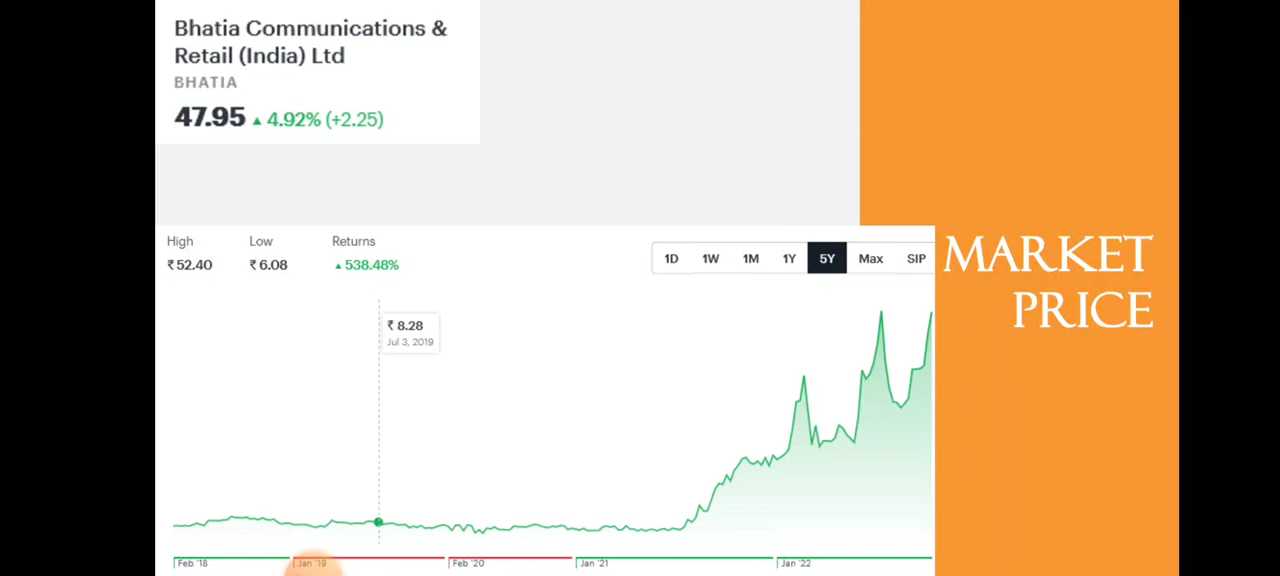 Bhatia Communications &
Retail (India) Ltd
BHATIA
47.95 ▲ 4.92% (+2.25)
High Low Returns
₹52.40 ₹6.08 ▲ 538.48%
1D 1W 1M 1Y 5Y Max SIP
MARKET
PRICE
₹ 8.28
Jul 3, 2019
Feb '18 Jan '19 Feb '20 Jan '21 Jan '22